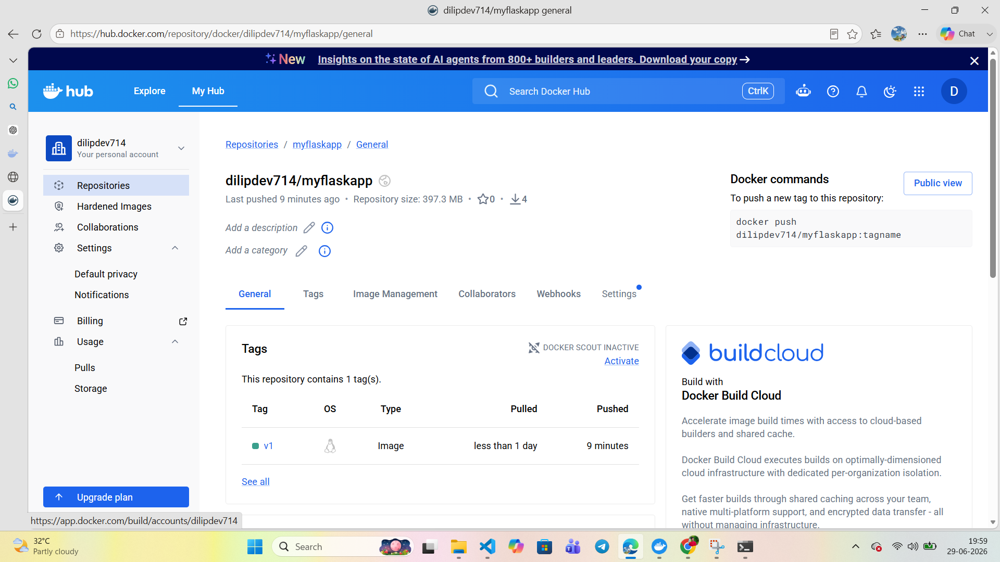 dilipdev714/myflaskapp general
https://hub.docker.com/repository/docker/dilipdev714/myflaskapp/general
Chat
New Insights on the state of AI agents from 800+ builders and leaders. Download your copy →
hub
Explore
My Hub
Search Docker Hub
CtrlK
D
dilipdev714
Your personal account
Repositories
Hardened Images
Collaborations
Settings
Default privacy
Notifications
Billing
Usage
Pulls
Storage
Upgrade plan
https://app.docker.com/build/accounts/dilipdev714
Repositories / myflaskapp / General
dilipdev714/myflaskapp
Last pushed 9 minutes ago • Repository size: 397.3 MB • 0 • 4
Add a description
Add a category
Docker commands
Public view
To push a new tag to this repository:
docker push
dilipdev714/myflaskapp:tagname
General
Tags
Image Management
Collaborators
Webhooks
Settings
Tags
DOCKER SCOUT INACTIVE
Activate
This repository contains 1 tag(s).
Tag OS Type Pulled Pushed
v1 Image less than 1 day 9 minutes
See all
buildcloud
Build with
Docker Build Cloud
Accelerate image build times with access to cloud-based
builders and shared cache.
Docker Build Cloud executes builds on optimally-dimensioned
cloud infrastructure with dedicated per-organization isolation.
Get faster builds through shared caching across your team,
native multi-platform support, and encrypted data transfer - all
without managing infrastructure.
32°C
Partly cloudy
Search
19:59
29-06-2026